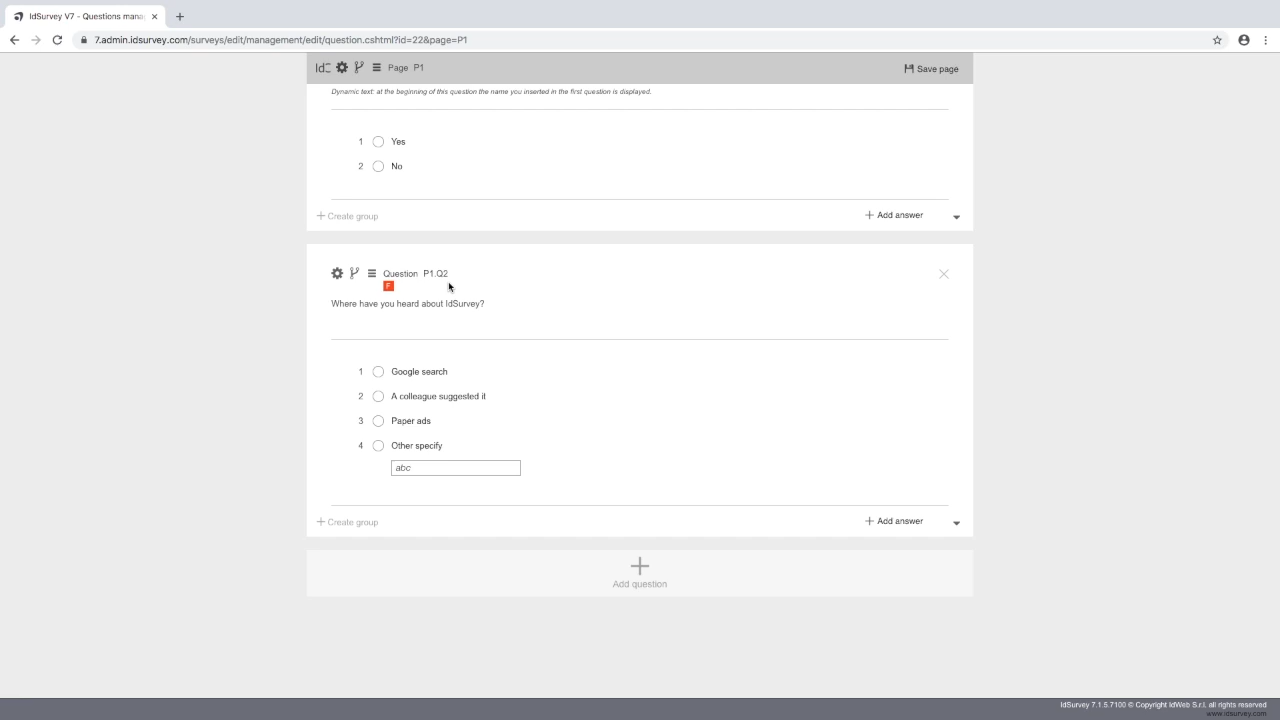 IdSurvey V7 - Questions mana
7.admin.idsurvey.com/surveys/edit/management/edit/question.cshtml?id=22&page=P1
Page P1
Save page
Dynamic text: at the beginning of this question the name you inserted in the first question is displayed.
1 Yes
2 No
Create group
Add answer
Question P1.Q2
F
Where have you heard about IdSurvey?
1 Google search
2 A colleague suggested it
3 Paper ads
4 Other specify
abc
Create group
Add answer
Add question
IdSurvey 7.1.5.7100 © Copyright IdWeb S.r.l. all rights reserved
www.idsurvey.com